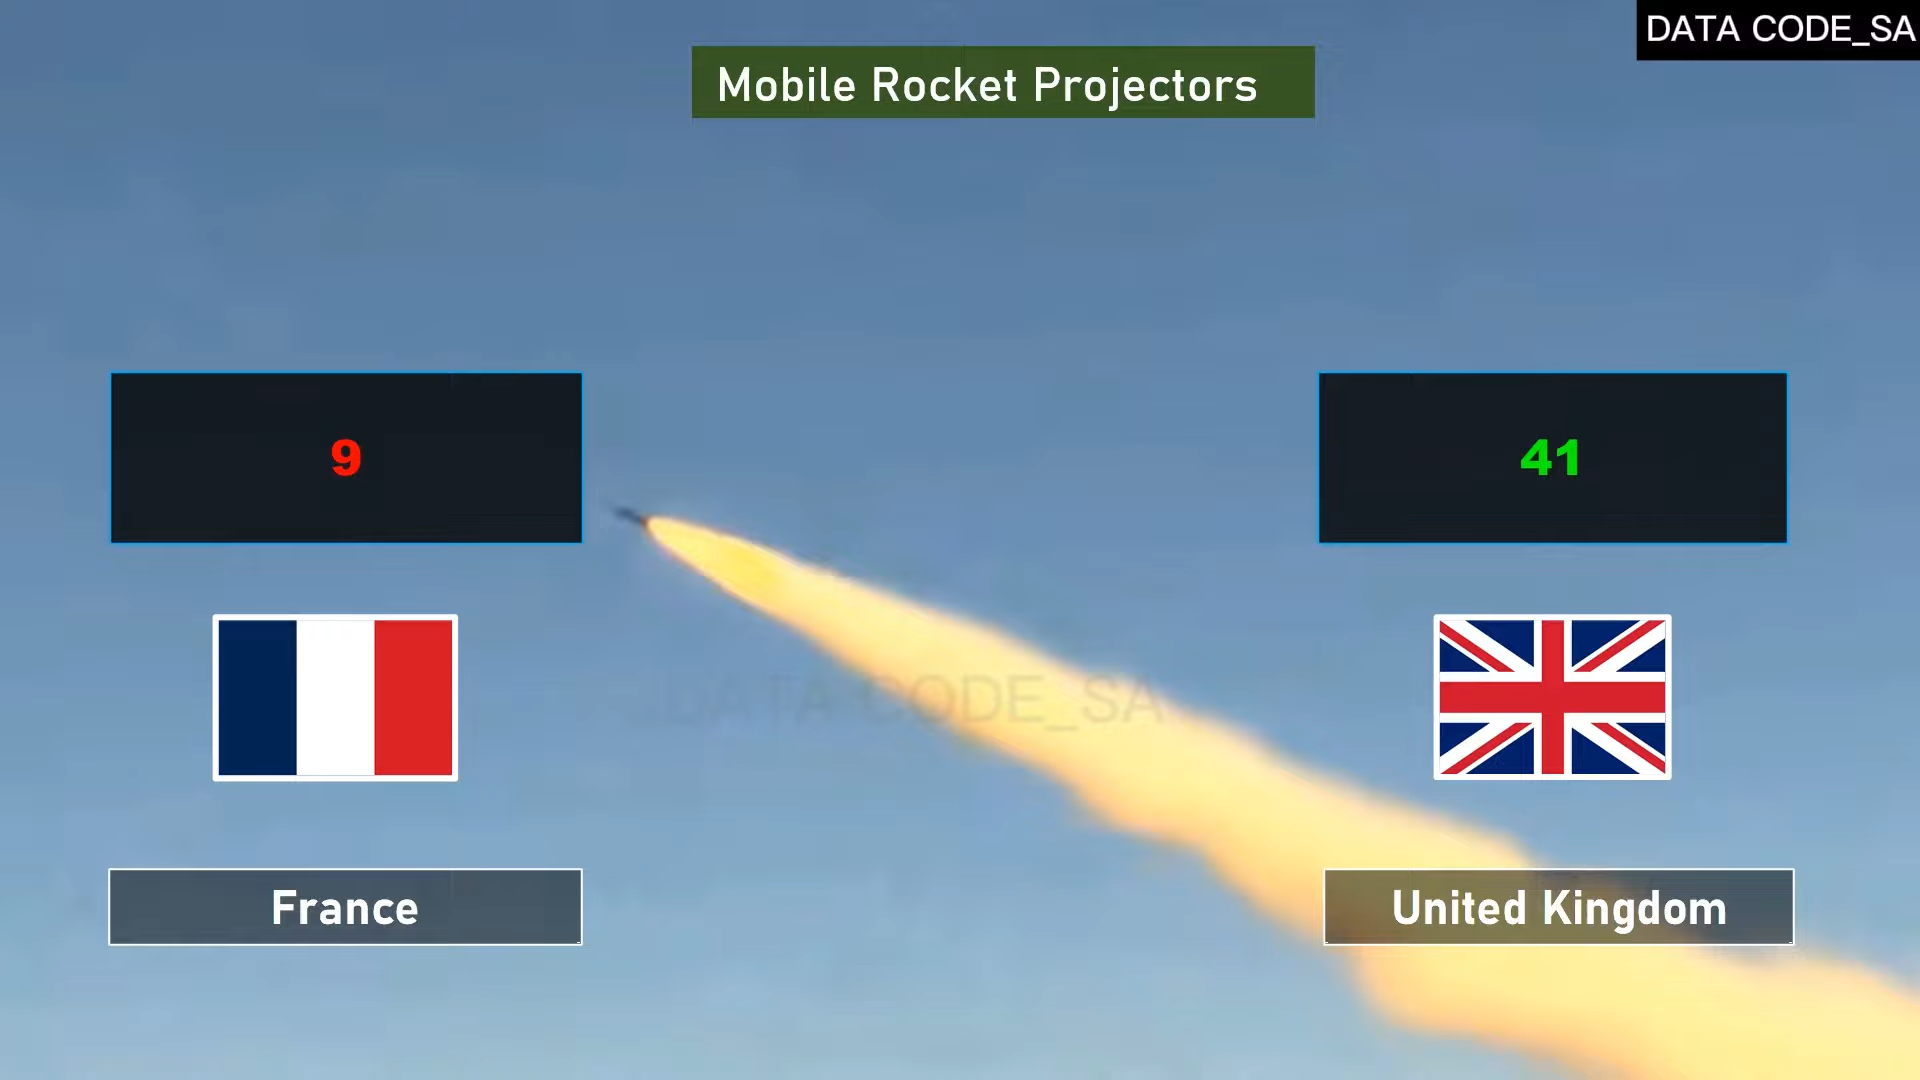 DATA CODE_SA
Mobile Rocket Projectors
9
41
DATA CODE_SA
France
United Kingdom